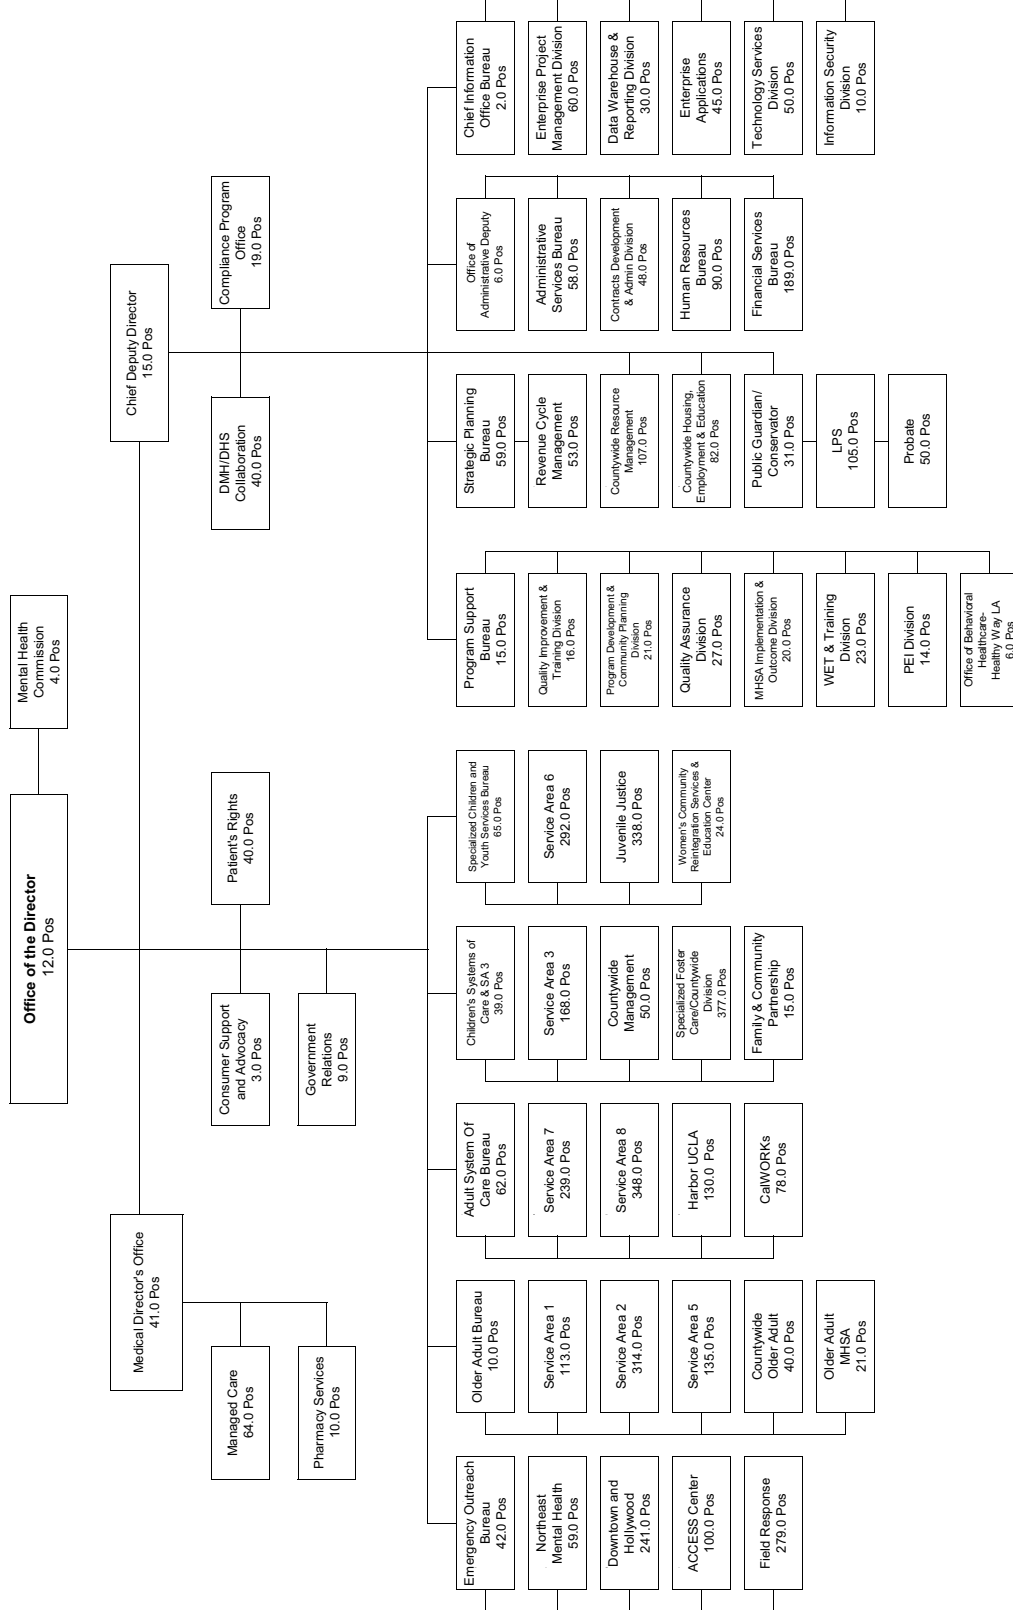 Office of the Director
12.0 Pos
Mental Health
Commission
4.0 Pos
Medical Director's Office
41.0 Pos
Chief Deputy Director
15.0 Pos
Managed Care
64.0 Pos
Pharmacy Services
10.0 Pos
Consumer Support
and Advocacy
3.0 Pos
Patient's Rights
40.0 Pos
Government
Relations
9.0 Pos
DMH/DHS
Collaboration
40.0 Pos
Compliance Program
Office
19.0 Pos
Emergency Outreach
Bureau
42.0 Pos
Northeast
Mental Health
59.0 Pos
Downtown and
Hollywood
241.0 Pos
ACCESS Center
100.0 Pos
Field Response
279.0 Pos
Older Adult Bureau
10.0 Pos
Service Area 1
113.0 Pos
Service Area 2
314.0 Pos
Service Area 5
135.0 Pos
Countywide
Older Adult
40.0 Pos
Older Adult
MHSA
21.0 Pos
Adult System Of
Care Bureau
62.0 Pos
Service Area 7
239.0 Pos
Service Area 8
348.0 Pos
Harbor UCLA
130.0 Pos
CalWORKs
78.0 Pos
Children's Systems of
Care & SA 3
39.0 Pos
Service Area 3
168.0 Pos
Countywide
Management
50.0 Pos
Specialized Foster
Care/Countywide
Division
377.0 Pos
Family & Community
Partnership
15.0 Pos
Specialized Children and
Youth Services Bureau
65.0 Pos
Service Area 6
292.0 Pos
Juvenile Justice
338.0 Pos
Women's Community
Reintegration Services &
Education Center
24.0 Pos
Program Support
Bureau
15.0 Pos
Quality Improvement &
Training Division
16.0 Pos
Program Development &
Community Planning
Division
21.0 Pos
Quality Assurance
Division
27.0 Pos
MHSA Implementation &
Outcome Division
20.0 Pos
WET & Training
Division
23.0 Pos
PEI Division
14.0 Pos
Office of Behavioral
Healthcare-
Healthy Way LA
6.0 Pos
Strategic Planning
Bureau
59.0 Pos
Revenue Cycle
Management
53.0 Pos
Countywide Resource
Management
107.0 Pos
Countywide Housing,
Employment & Education
82.0 Pos
Public Guardian/
Conservator
31.0 Pos
LPS
105.0 Pos
Probate
50.0 Pos
Office of
Administrative Deputy
6.0 Pos
Administrative
Services Bureau
58.0 Pos
Contracts Development
& Admin Division
48.0 Pos
Human Resources
Bureau
90.0 Pos
Financial Services
Bureau
189.0 Pos
Chief Information
Office Bureau
2.0 Pos
Enterprise Project
Management Division
60.0 Pos
Data Warehouse &
Reporting Division
30.0 Pos
Enterprise
Applications
45.0 Pos
Technology Services
Division
50.0 Pos
Information Security
Division
10.0 Pos